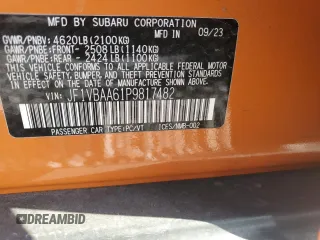 MFD BY SUBARU CORPORATION
09/23
GVWR/PNBV: 4620LB(2100KG)
GAWR/PNBE:FRONT- 2508LB(1140KG)
GAWR/PNBE:REAR- 2424LB(1100KG)
THIS VEHICLE CONFORMS TO ALL APPLICABLE
FEDERAL MOTOR VEHICLE SAFETY, BUMPER,
AND THEFT PREVENTION STANDARDS IN EFFECT
ON THE DATE OF MANUFACTURE SHOWN ABOVE.
VIN: JF1VBAA61P9817482
PASSENGER CAR TYPE:PC/VT ICES/NMB-002
DREAMBID
DREAMBID.COM